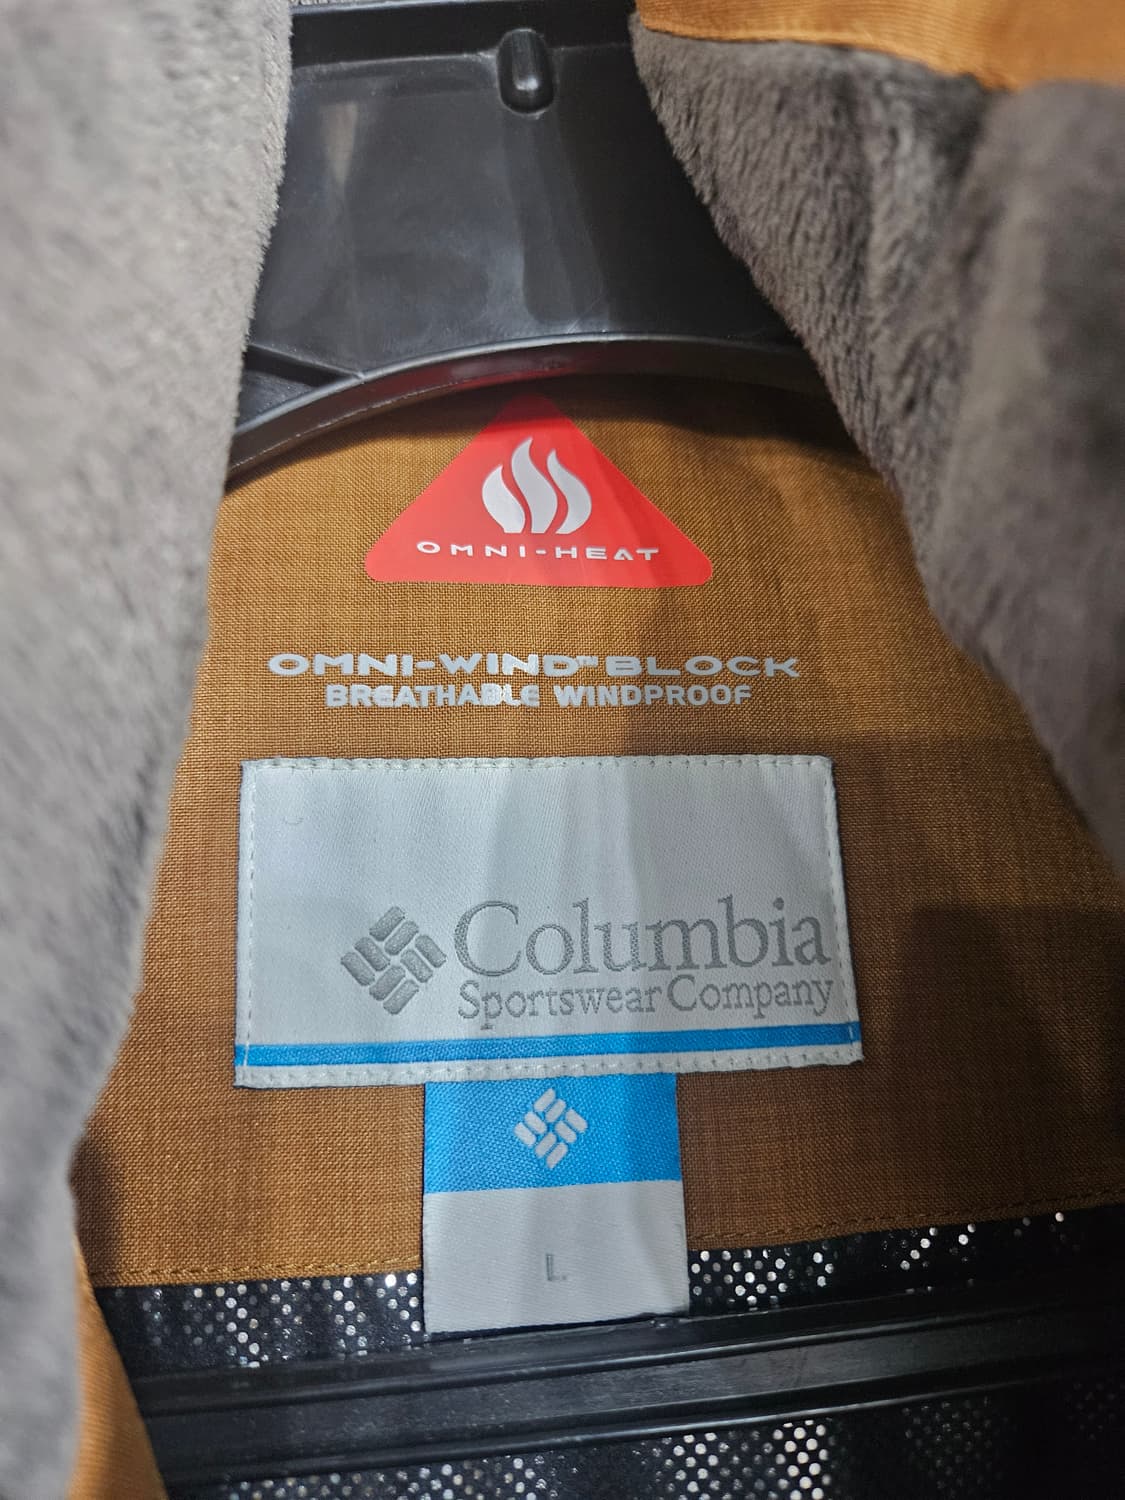 OMNI-HEAT
OMNI-WIND™ BLOCK
BREATHABLE WINDPROOF
Columbia
Sportswear Company
L